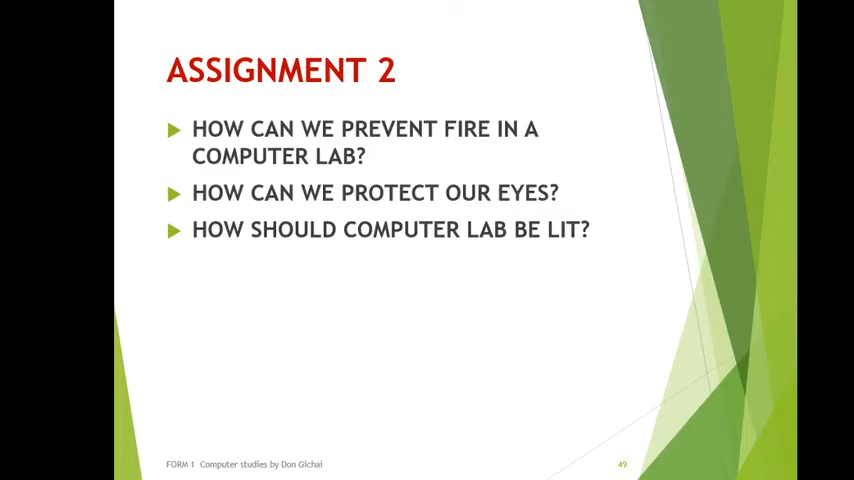 ASSIGNMENT 2
HOW CAN WE PREVENT FIRE IN A
COMPUTER LAB?
HOW CAN WE PROTECT OUR EYES?
HOW SHOULD COMPUTER LAB BE LIT?
FORM 1 Computer studies by Don Gichai
49